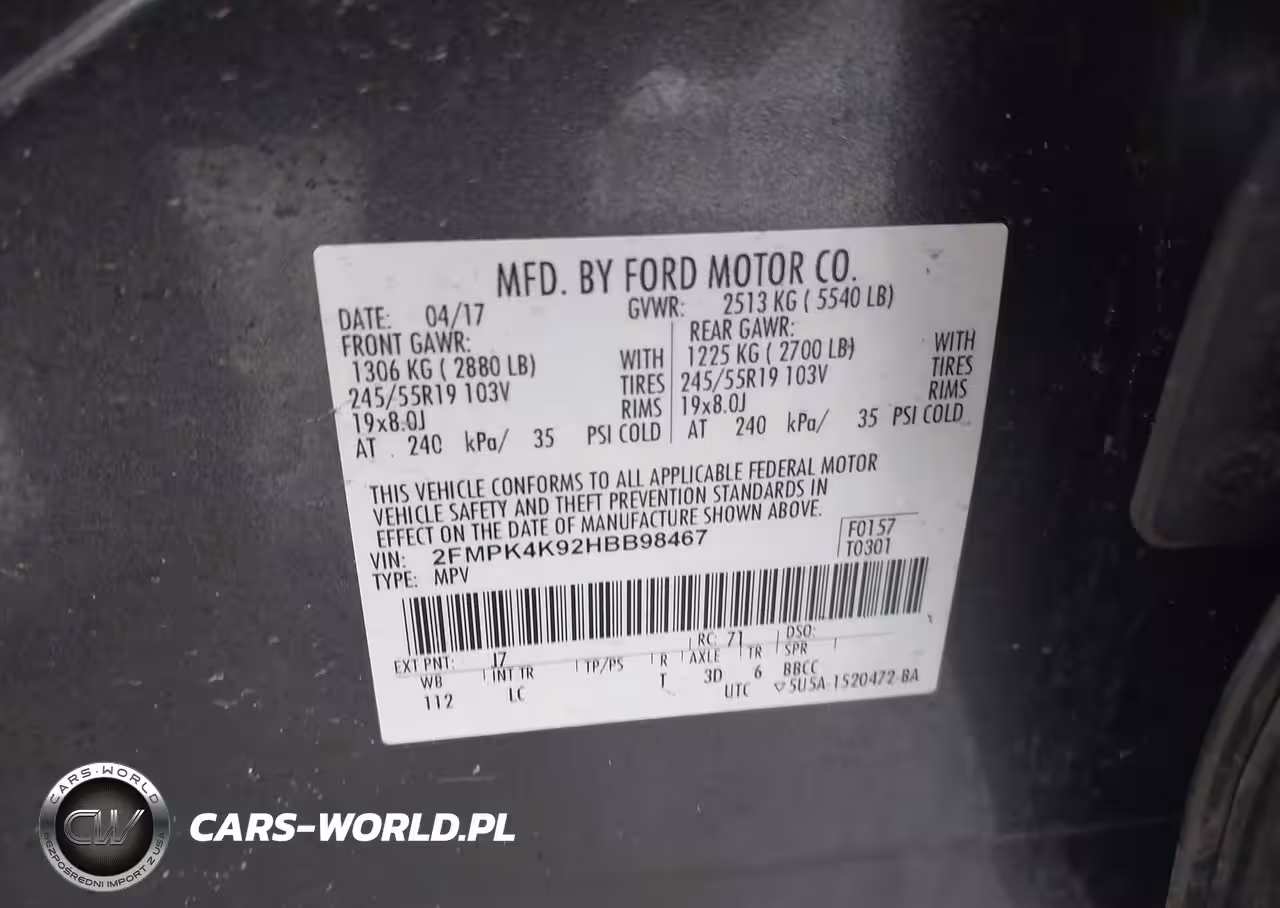 MFD. BY FORD MOTOR CO.
DATE: 04/17 GVWR: 2513 KG ( 5540 LB)
FRONT GAWR: REAR GAWR:
1306 KG ( 2880 LB) WITH 1225 KG ( 2700 LB) WITH
245/55R19 103V TIRES 245/55R19 103V TIRES
19x8.0J RIMS 19x8.0J RIMS
AT 240 kPa/ 35 PSI COLD AT 240 kPa/ 35 PSI COLD
THIS VEHICLE CONFORMS TO ALL APPLICABLE FEDERAL MOTOR
VEHICLE SAFETY AND THEFT PREVENTION STANDARDS IN
EFFECT ON THE DATE OF MANUFACTURE SHOWN ABOVE.
VIN: 2FMPK4K92HBB98467 F0157
TYPE: MPV T0301
EXT PNT: J7 RC: 71 DSO:
WB INT TR TP/PS R AXLE TR SPR
112 LC T 3D 6 BBCC
UTC ▽5U5A-1520472-BA
CARS-WORLD
CW
BEZPOŚREDNI IMPORT Z USA
CARS-WORLD.PL